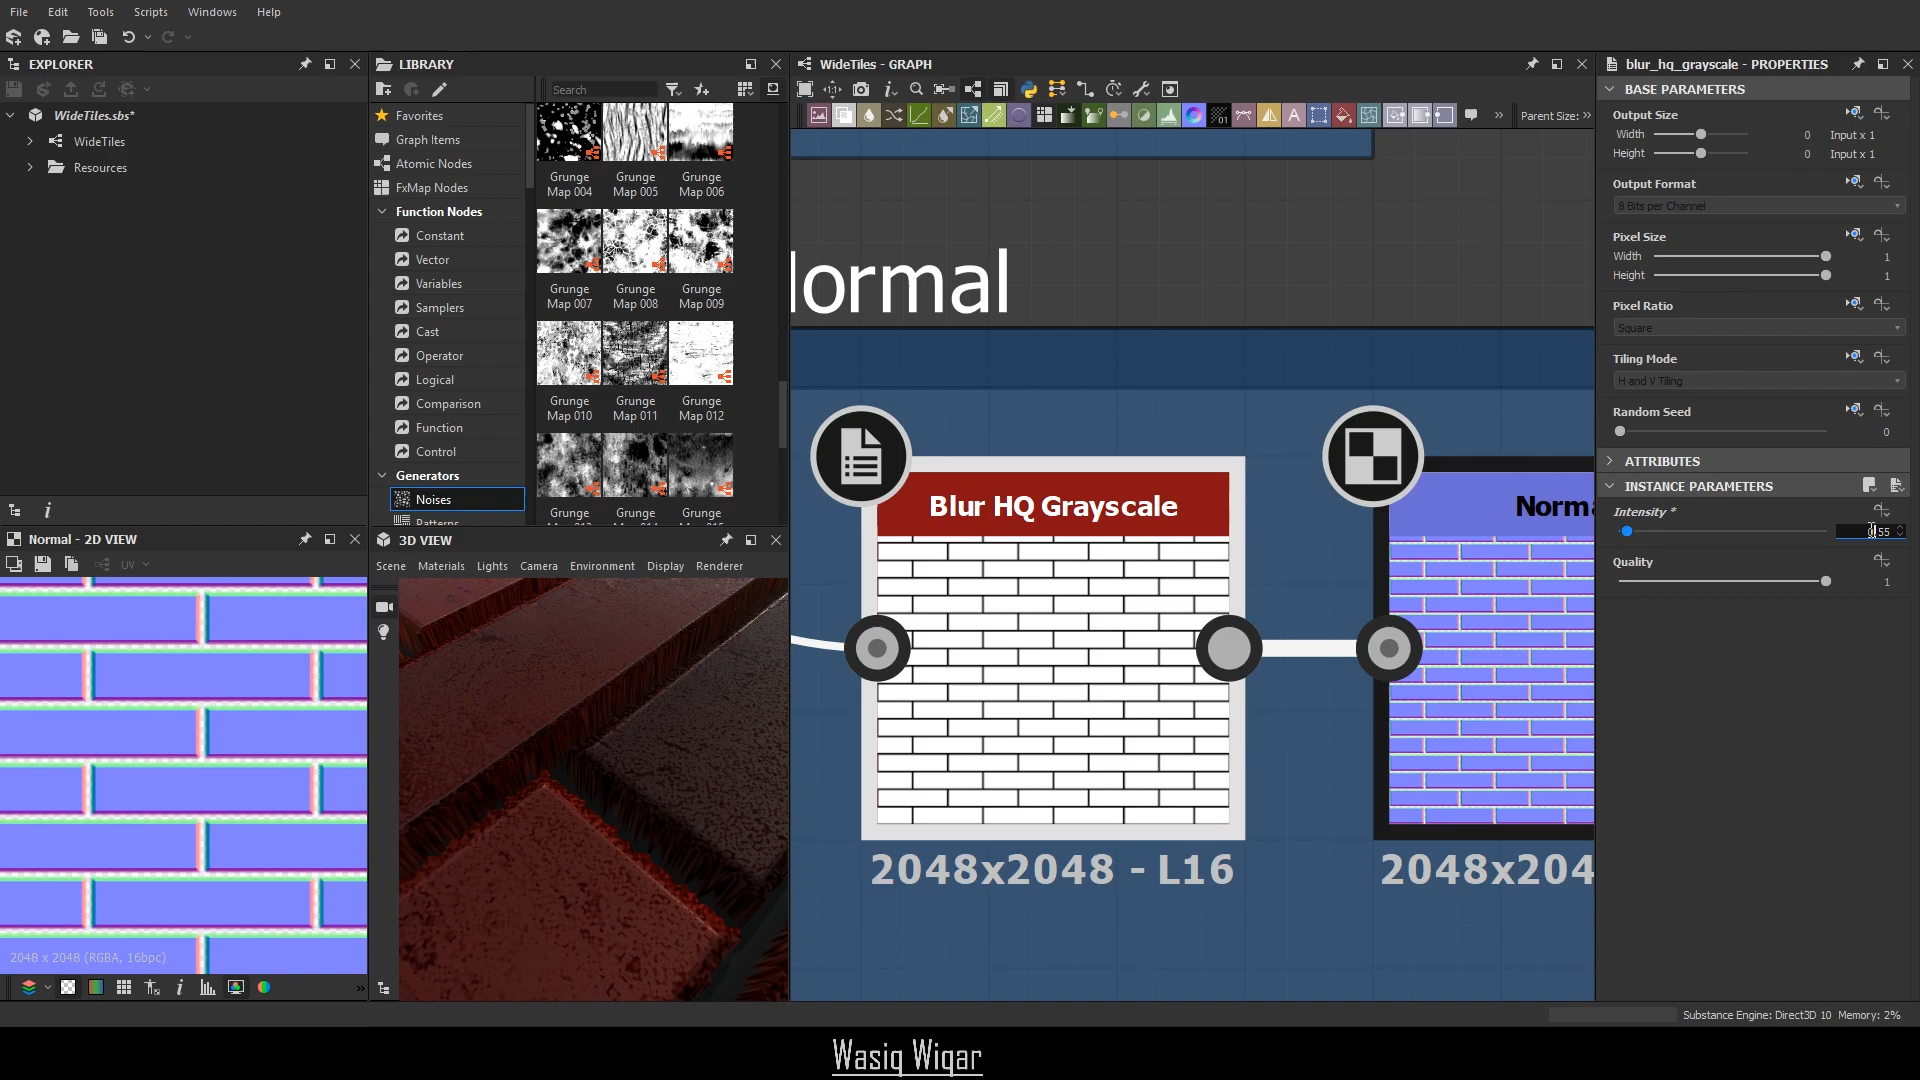 File Edit Tools Scripts Windows Help
EXPLORER
WideTiles.sbs*
WideTiles
Resources
LIBRARY
Search
Favorites
Graph Items
Atomic Nodes
FxMap Nodes
Function Nodes
Constant
Vector
Variables
Samplers
Cast
Operator
Logical
Comparison
Function
Control
Generators
Noises
Patterns
Grunge Map 004
Grunge Map 005
Grunge Map 006
Grunge Map 007
Grunge Map 008
Grunge Map 009
Grunge Map 010
Grunge Map 011
Grunge Map 012
Normal - 2D VIEW
UV
2048 x 2048 (RGBA, 16bpc)
3D VIEW
Scene Materials Lights Camera Environment Display Renderer
WideTiles - GRAPH
Parent Size:
ormal
Blur HQ Grayscale
2048x2048 - L16
Norma
2048x204
blur_hq_grayscale - PROPERTIES
BASE PARAMETERS
Output Size
Width 0 Input x 1
Height 0 Input x 1
Output Format
8 Bits per Channel
Pixel Size
Width 1
Height 1
Pixel Ratio
Square
Tiling Mode
H and V Tiling
Random Seed
0
ATTRIBUTES
INSTANCE PARAMETERS
Intensity *
Quality
1
Substance Engine: Direct3D 10 Memory: 2%
Wasiq Wiqar